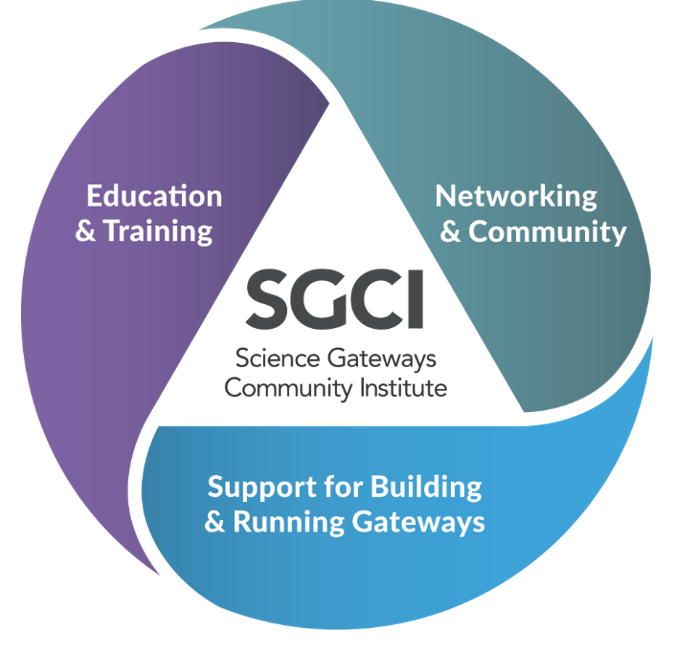 Education
& Training
Networking
& Community
SGCI
Science Gateways
Community Institute
Support for Building
& Running Gateways